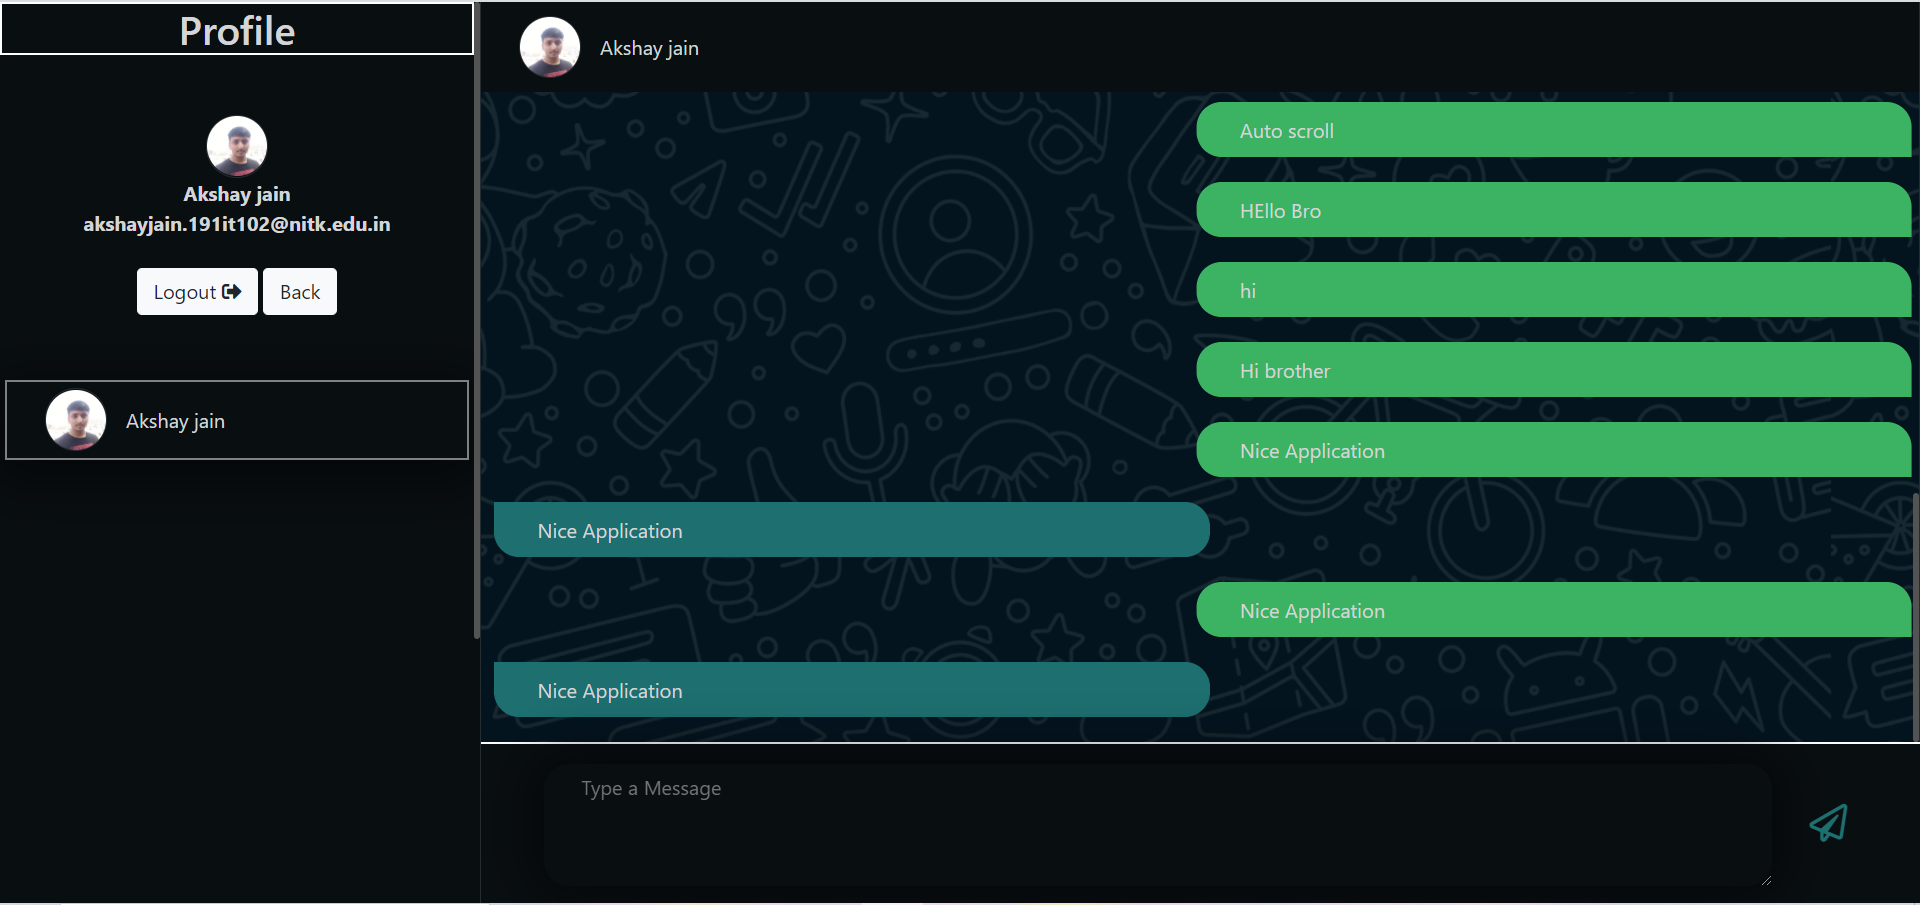 Profile
Akshay jain
akshayjain.191it102@nitk.edu.in
Logout Back
Akshay jain
Akshay jain
Auto scroll
HEllo Bro
hi
Hi brother
Nice Application
Nice Application
Nice Application
Nice Application
Type a Message